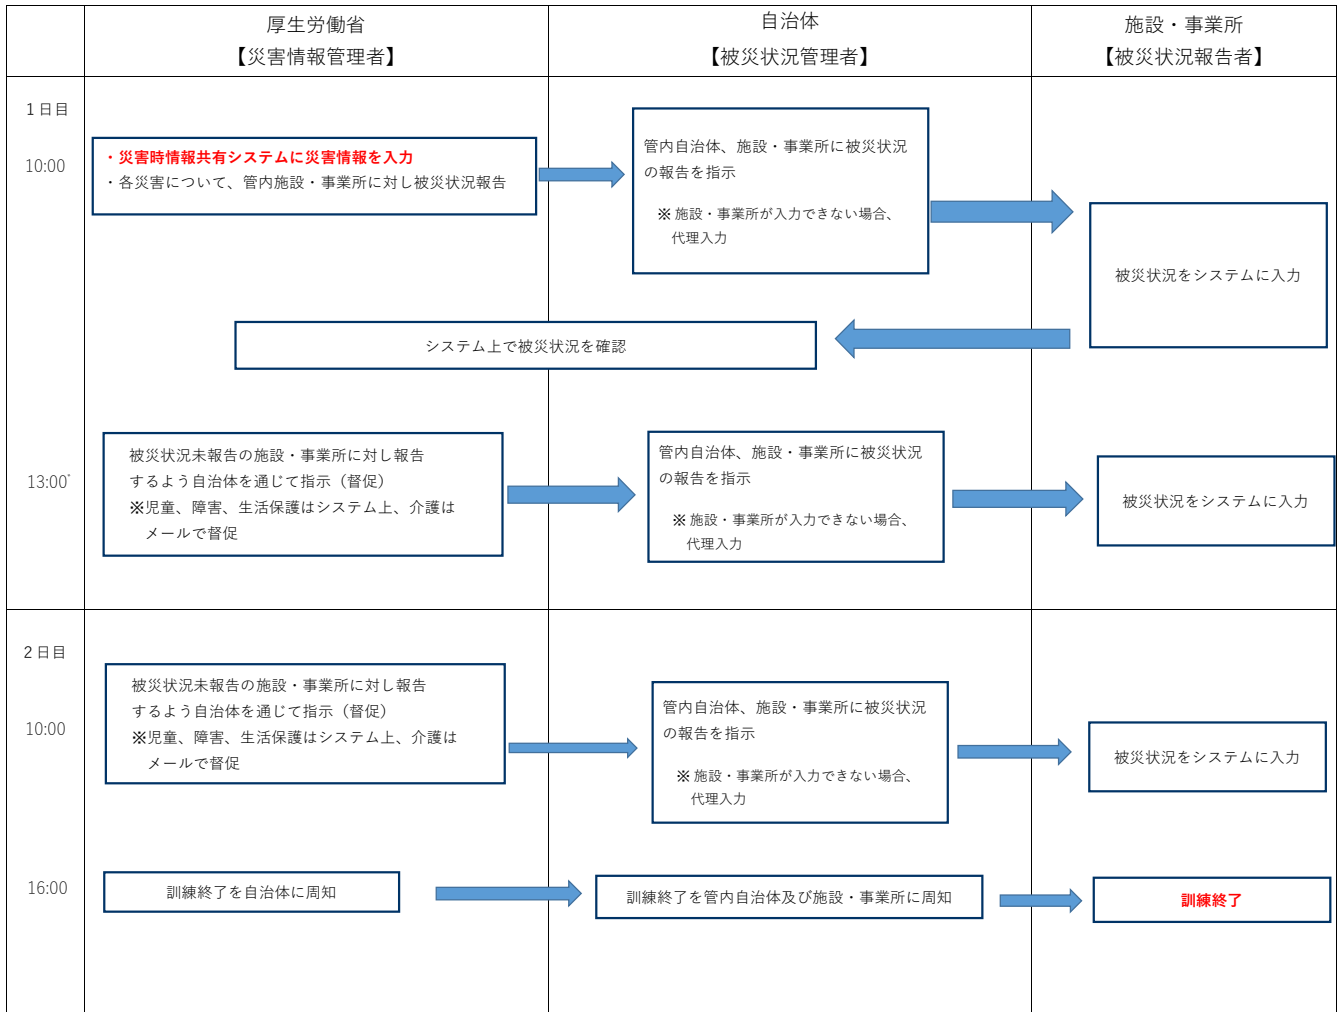 厚生労働省
【災害情報管理者】
自治体
【被災状況管理者】
施設・事業所
【被災状況報告者】
1日目
10:00
・災害時情報共有システムに災害情報を入力
・各災害について、管内施設・事業所に対し被災状況報告
管内自治体、施設・事業所に被災状況
の報告を指示
※ 施設・事業所が入力できない場合、
代理入力
被災状況をシステムに入力
システム上で被災状況を確認
13:00
被災状況未報告の施設・事業所に対し報告
するよう自治体を通じて指示（督促）
※児童、障害、生活保護はシステム上、介護は
メールで督促
管内自治体、施設・事業所に被災状況
の報告を指示
※ 施設・事業所が入力できない場合、
代理入力
被災状況をシステムに入力
2日目
10:00
被災状況未報告の施設・事業所に対し報告
するよう自治体を通じて指示（督促）
※児童、障害、生活保護はシステム上、介護は
メールで督促
管内自治体、施設・事業所に被災状況
の報告を指示
※ 施設・事業所が入力できない場合、
代理入力
被災状況をシステムに入力
16:00
訓練終了を自治体に周知
訓練終了を管内自治体及び施設・事業所に周知
訓練終了